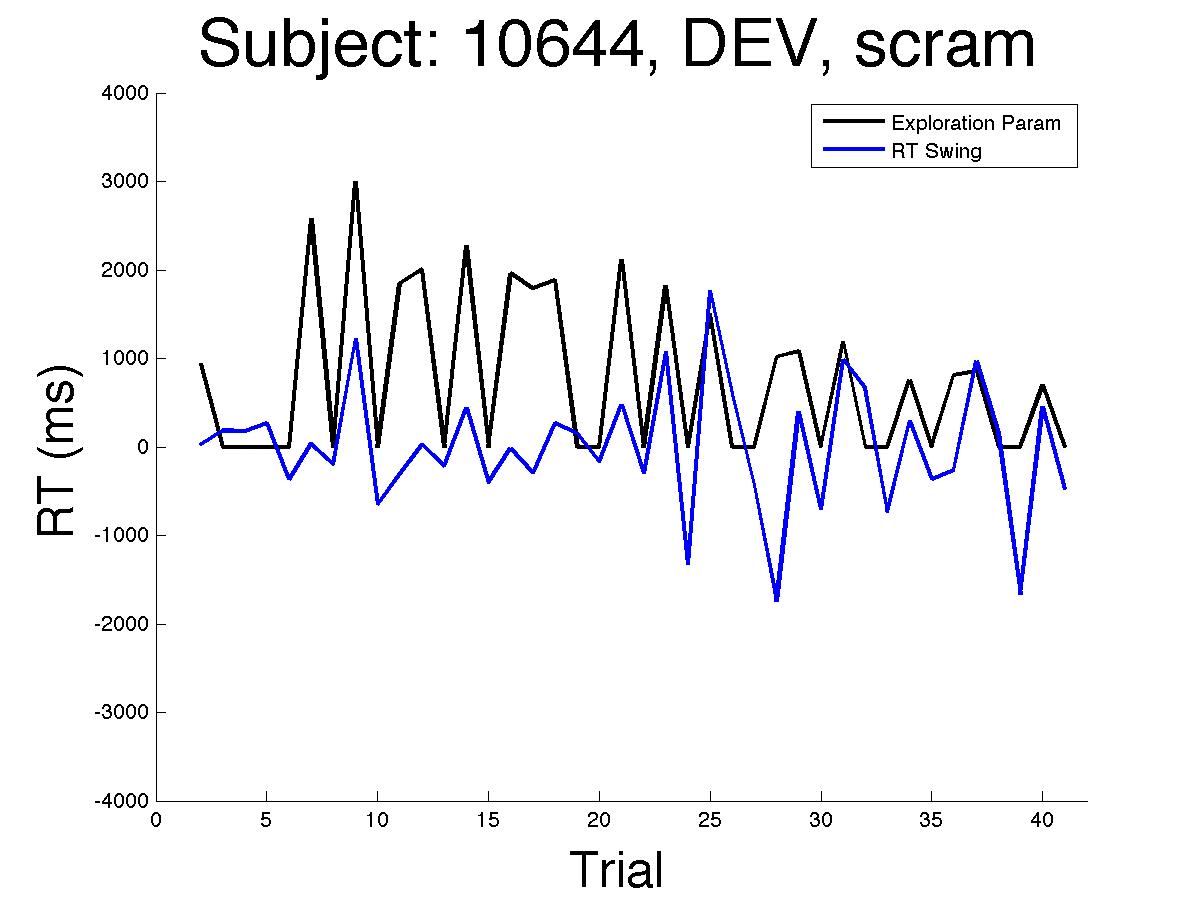 Subject: 10644, DEV, scram
4000
3000
2000
1000
0
-1000
-2000
-3000
-4000
RT (ms)
Exploration Param
RT Swing
0 5 10 15 20 25 30 35 40
Trial